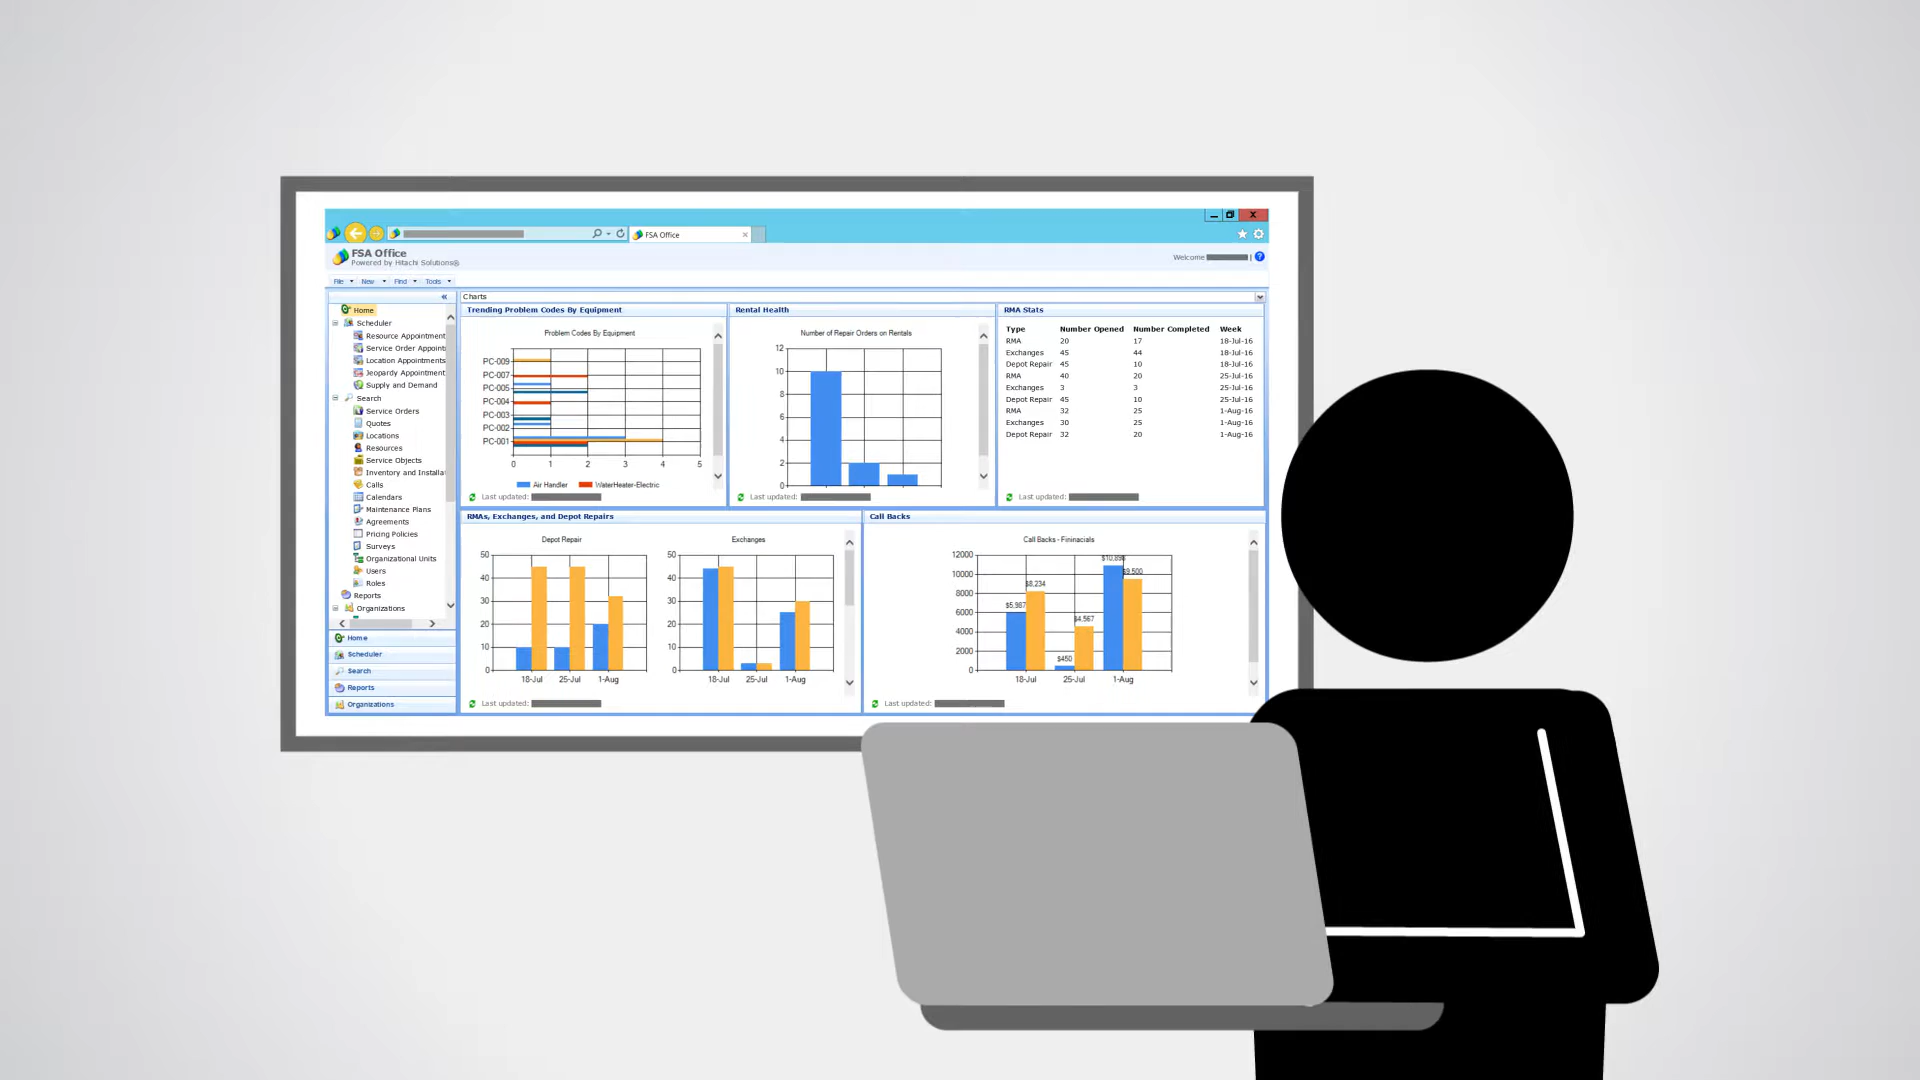 FSA Office
FSA Office
Powered by Hitachi Solutions®
Welcome
File New Find Tools
Charts
Home
Scheduler
Resource Appointment
Service Order Appoint
Location Appointments
Jeopardy Appointment
Supply and Demand
Search
Service Orders
Quotes
Locations
Resources
Service Objects
Inventory and Installa
Calls
Calendars
Maintenance Plans
Agreements
Pricing Policies
Surveys
Organizational Units
Users
Roles
Reports
Organizations
Home
Scheduler
Search
Reports
Organizations
Trending Problem Codes By Equipment
Problem Codes By Equipment
PC-009
PC-007
PC-005
PC-004
PC-003
PC-002
PC-001
0 1 2 3 4 5
Air Handler WaterHeater-Electric
Last updated:
Rental Health
Number of Repair Orders on Rentals
12
10
8
6
4
2
0
Last updated:
RMA Stats
Type Number Opened Number Completed Week
RMA 20 17 18-Jul-16
Exchanges 45 44 18-Jul-16
Depot Repair 45 10 18-Jul-16
RMA 40 20 25-Jul-16
Exchanges 3 3 25-Jul-16
Depot Repair 45 10 25-Jul-16
RMA 32 25 1-Aug-16
Exchanges 30 25 1-Aug-16
Depot Repair 32 20 1-Aug-16
Last updated:
RMAs, Exchanges, and Depot Repairs
Depot Repair
50
40
30
20
10
0
18-Jul 25-Jul 1-Aug
Exchanges
50
40
30
20
10
0
18-Jul 25-Jul 1-Aug
Last updated:
Call Backs
Call Backs - Fininacials
12000
10000
8000
6000
4000
2000
0
$5,987
$8,234
$450
$4,567
$9,500
18-Jul 25-Jul 1-Aug
Last updated: